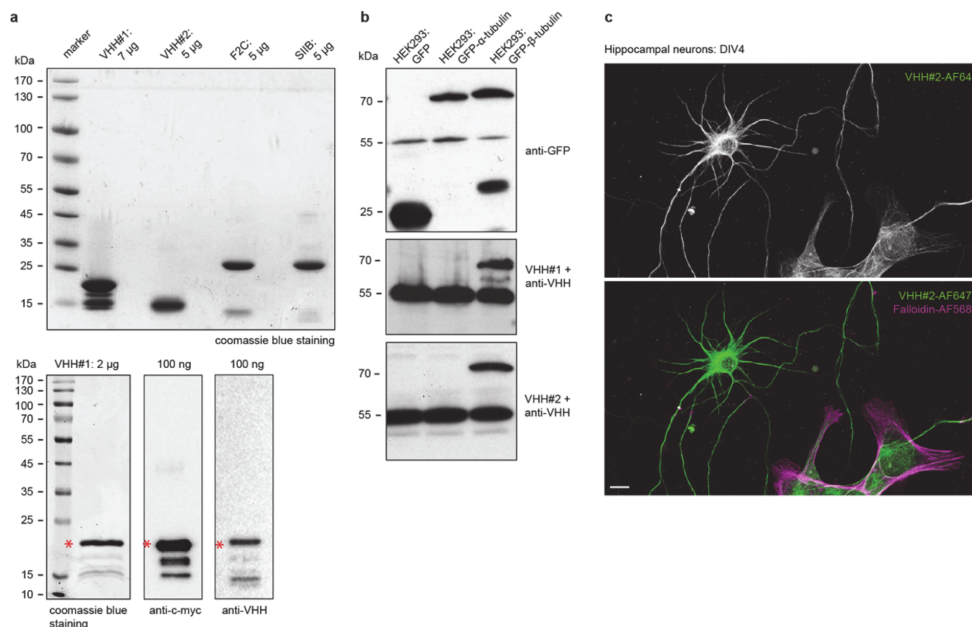 a
marker
VHH#1:
7 µg
VHH#2:
5 µg
F2C:
5 µg
SIIB:
5 µg
kDa
170
130
100
70
55
45
35
25
15
coomassie blue staining
kDa
VHH#1: 2 µg
100 ng
100 ng
170
130
100
70
55
45
35
25
*
*
*
15
10
coomassie blue
staining
anti-c-myc
anti-VHH
b
HEK293:
GFP
HEK293:
GFP-α-tubulin
HEK293:
GFP-β-tubulin
kDa
70
55
25
anti-GFP
70
55
VHH#1 +
anti-VHH
70
55
VHH#2 +
anti-VHH
c
Hippocampal neurons: DIV4
VHH#2-AF64
VHH#2-AF647
Falloidin-AF568